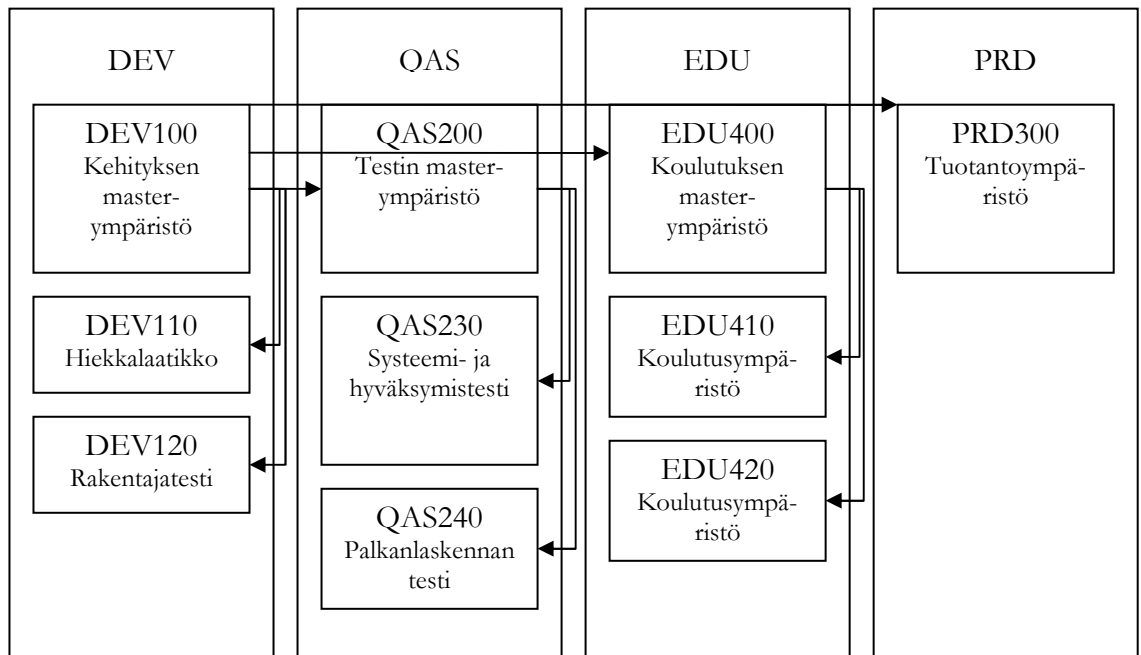 DEV
DEV100
Kehityksen
master-
ympäristö
DEV110
Hiekkalaatikko
DEV120
Rakentajatesti
QAS
QAS200
Testin master-
ympäristö
QAS230
Systeemi- ja
hyväksymistesti
QAS240
Palkanlaskennan
testi
EDU
EDU400
Koulutuksen
master-
ympäristö
EDU410
Koulutusympä-
ristö
EDU420
Koulutusympä-
ristö
PRD
PRD300
Tuotantoympä-
ristö